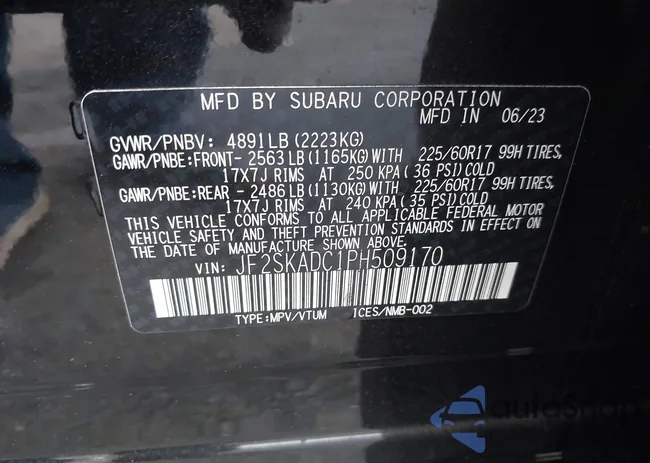 MFD BY SUBARU CORPORATION
MFD IN 06/23
GVWR/PNBV: 4891LB(2223KG)
GAWR/PNBE:FRONT- 2563LB(1165KG)WITH 225/60R17 99H TIRES,
17X7J RIMS AT 250 KPA(36 PSI)COLD
GAWR/PNBE:REAR - 2486LB(1130KG)WITH 225/60R17 99H TIRES,
17X7J RIMS AT 240 KPA(35 PSI)COLD
THIS VEHICLE CONFORMS TO ALL APPLICABLE FEDERAL MOTOR
VEHICLE SAFETY AND THEFT PREVENTION STANDARDS IN EFFECT ON
THE DATE OF MANUFACTURE SHOWN ABOVE.
VIN: JF2SKADC1PH509170
TYPE:MPV/VTUM ICES/NMB-002